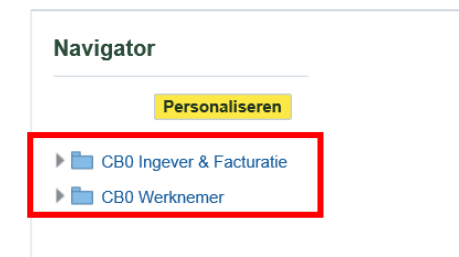 Navigator
Personaliseren
CB0 Ingever & Facturatie
CB0 Werknemer